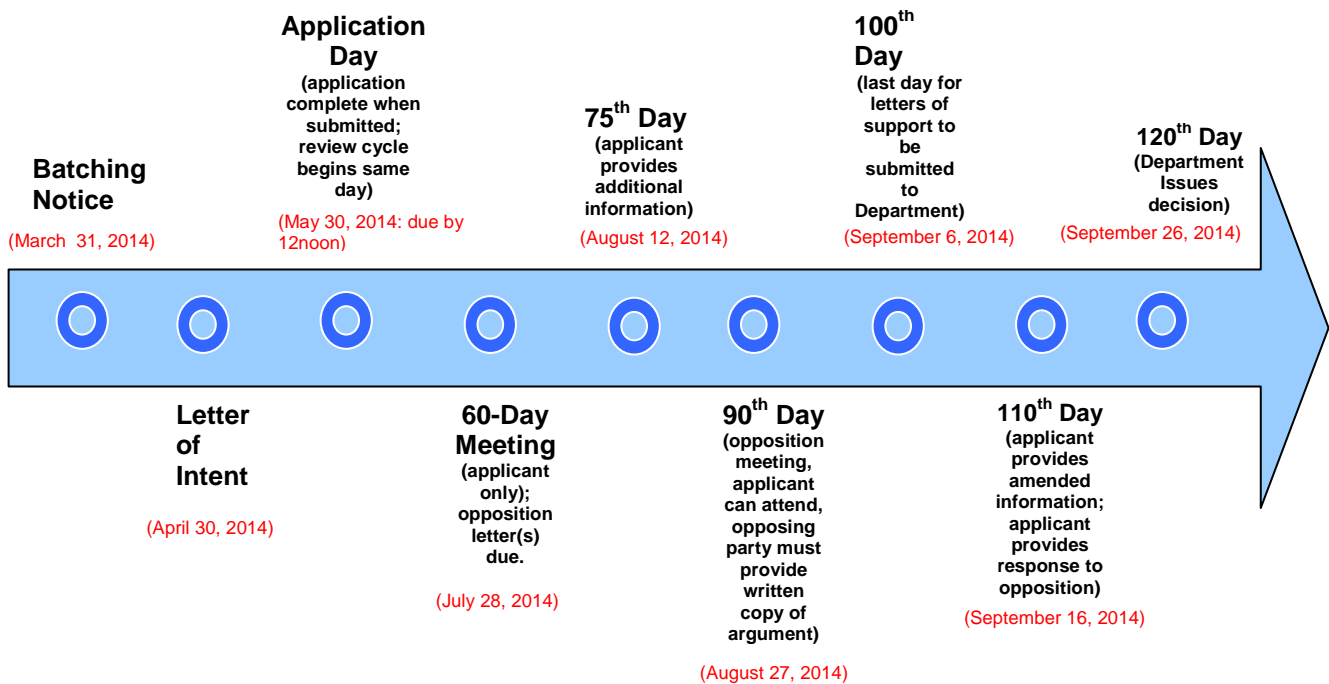 Batching
Notice
(March 31, 2014)
Letter
of
Intent
(April 30, 2014)
Application
Day
(application
complete when
submitted;
review cycle
begins same
day)
(May 30, 2014: due by
12noon)
60-Day
Meeting
(applicant
only);
opposition
letter(s)
due.
(July 28, 2014)
75th Day
(applicant
provides
additional
information)
(August 12, 2014)
90th Day
(opposition
meeting,
applicant
can attend,
opposing
party must
provide
written
copy of
argument)
(August 27, 2014)
100th
Day
(last day for
letters of
support to
be
submitted
to
Department)
(September 6, 2014)
110th Day
(applicant
provides
amended
information;
applicant
provides
response to
opposition)
(September 16, 2014)
120th Day
(Department
Issues
decision)
(September 26, 2014)